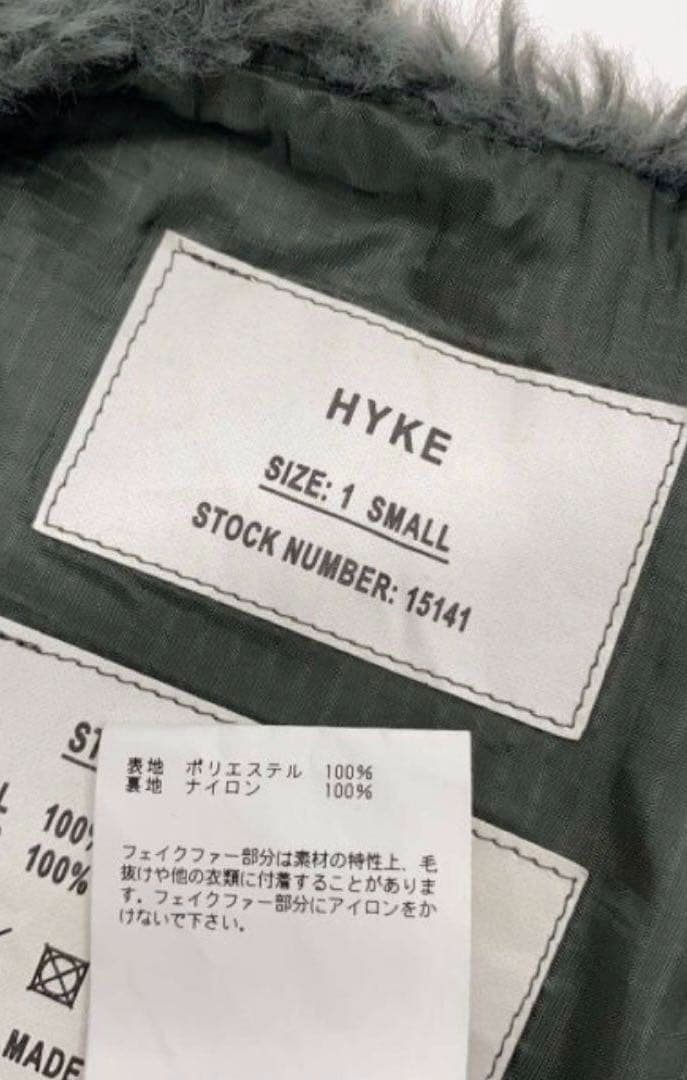 HYKE
SIZE: 1 SMALL
STOCK NUMBER: 15141
表地 ポリエステル 100%
裏地 ナイロン 100%
フェイクファー部分は素材の特性上、毛
抜けや他の衣類に付着することがありま
す。フェイクファー部分にアイロンをか
けないで下さい。
100%
100%
MADE